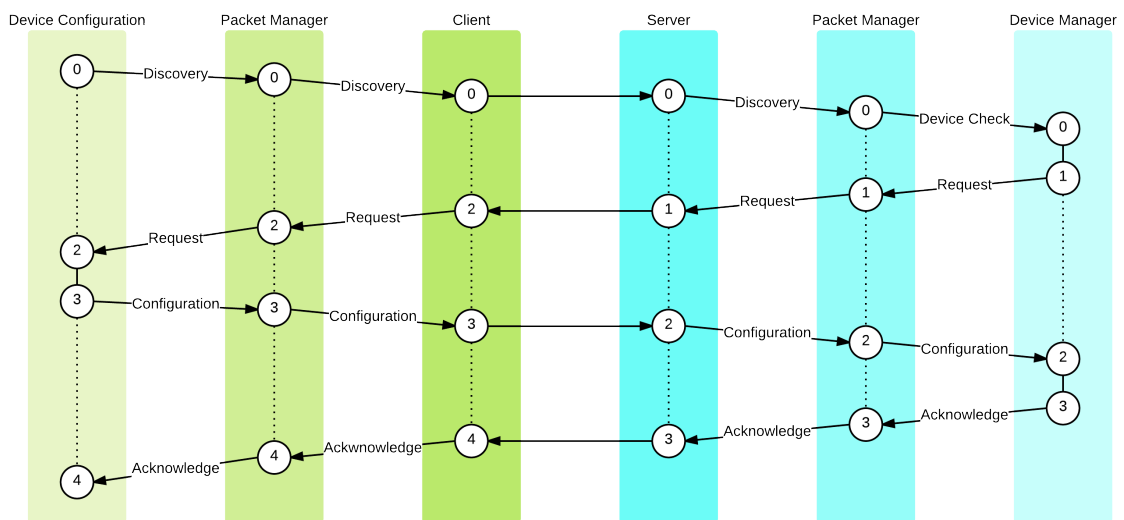 Device Configuration
Packet Manager
Client
Server
Packet Manager
Device Manager
0
Discovery
0
Discovery
0
0
Discovery
0
Device Check
0
1
Request
1
Request
1
2
Request
2
Request
2
3
Configuration
3
Configuration
3
2
Configuration
2
Configuration
2
3
Acknowledge
3
Acknowledge
3
4
Ackwnowledge
4
Acknowledge
4